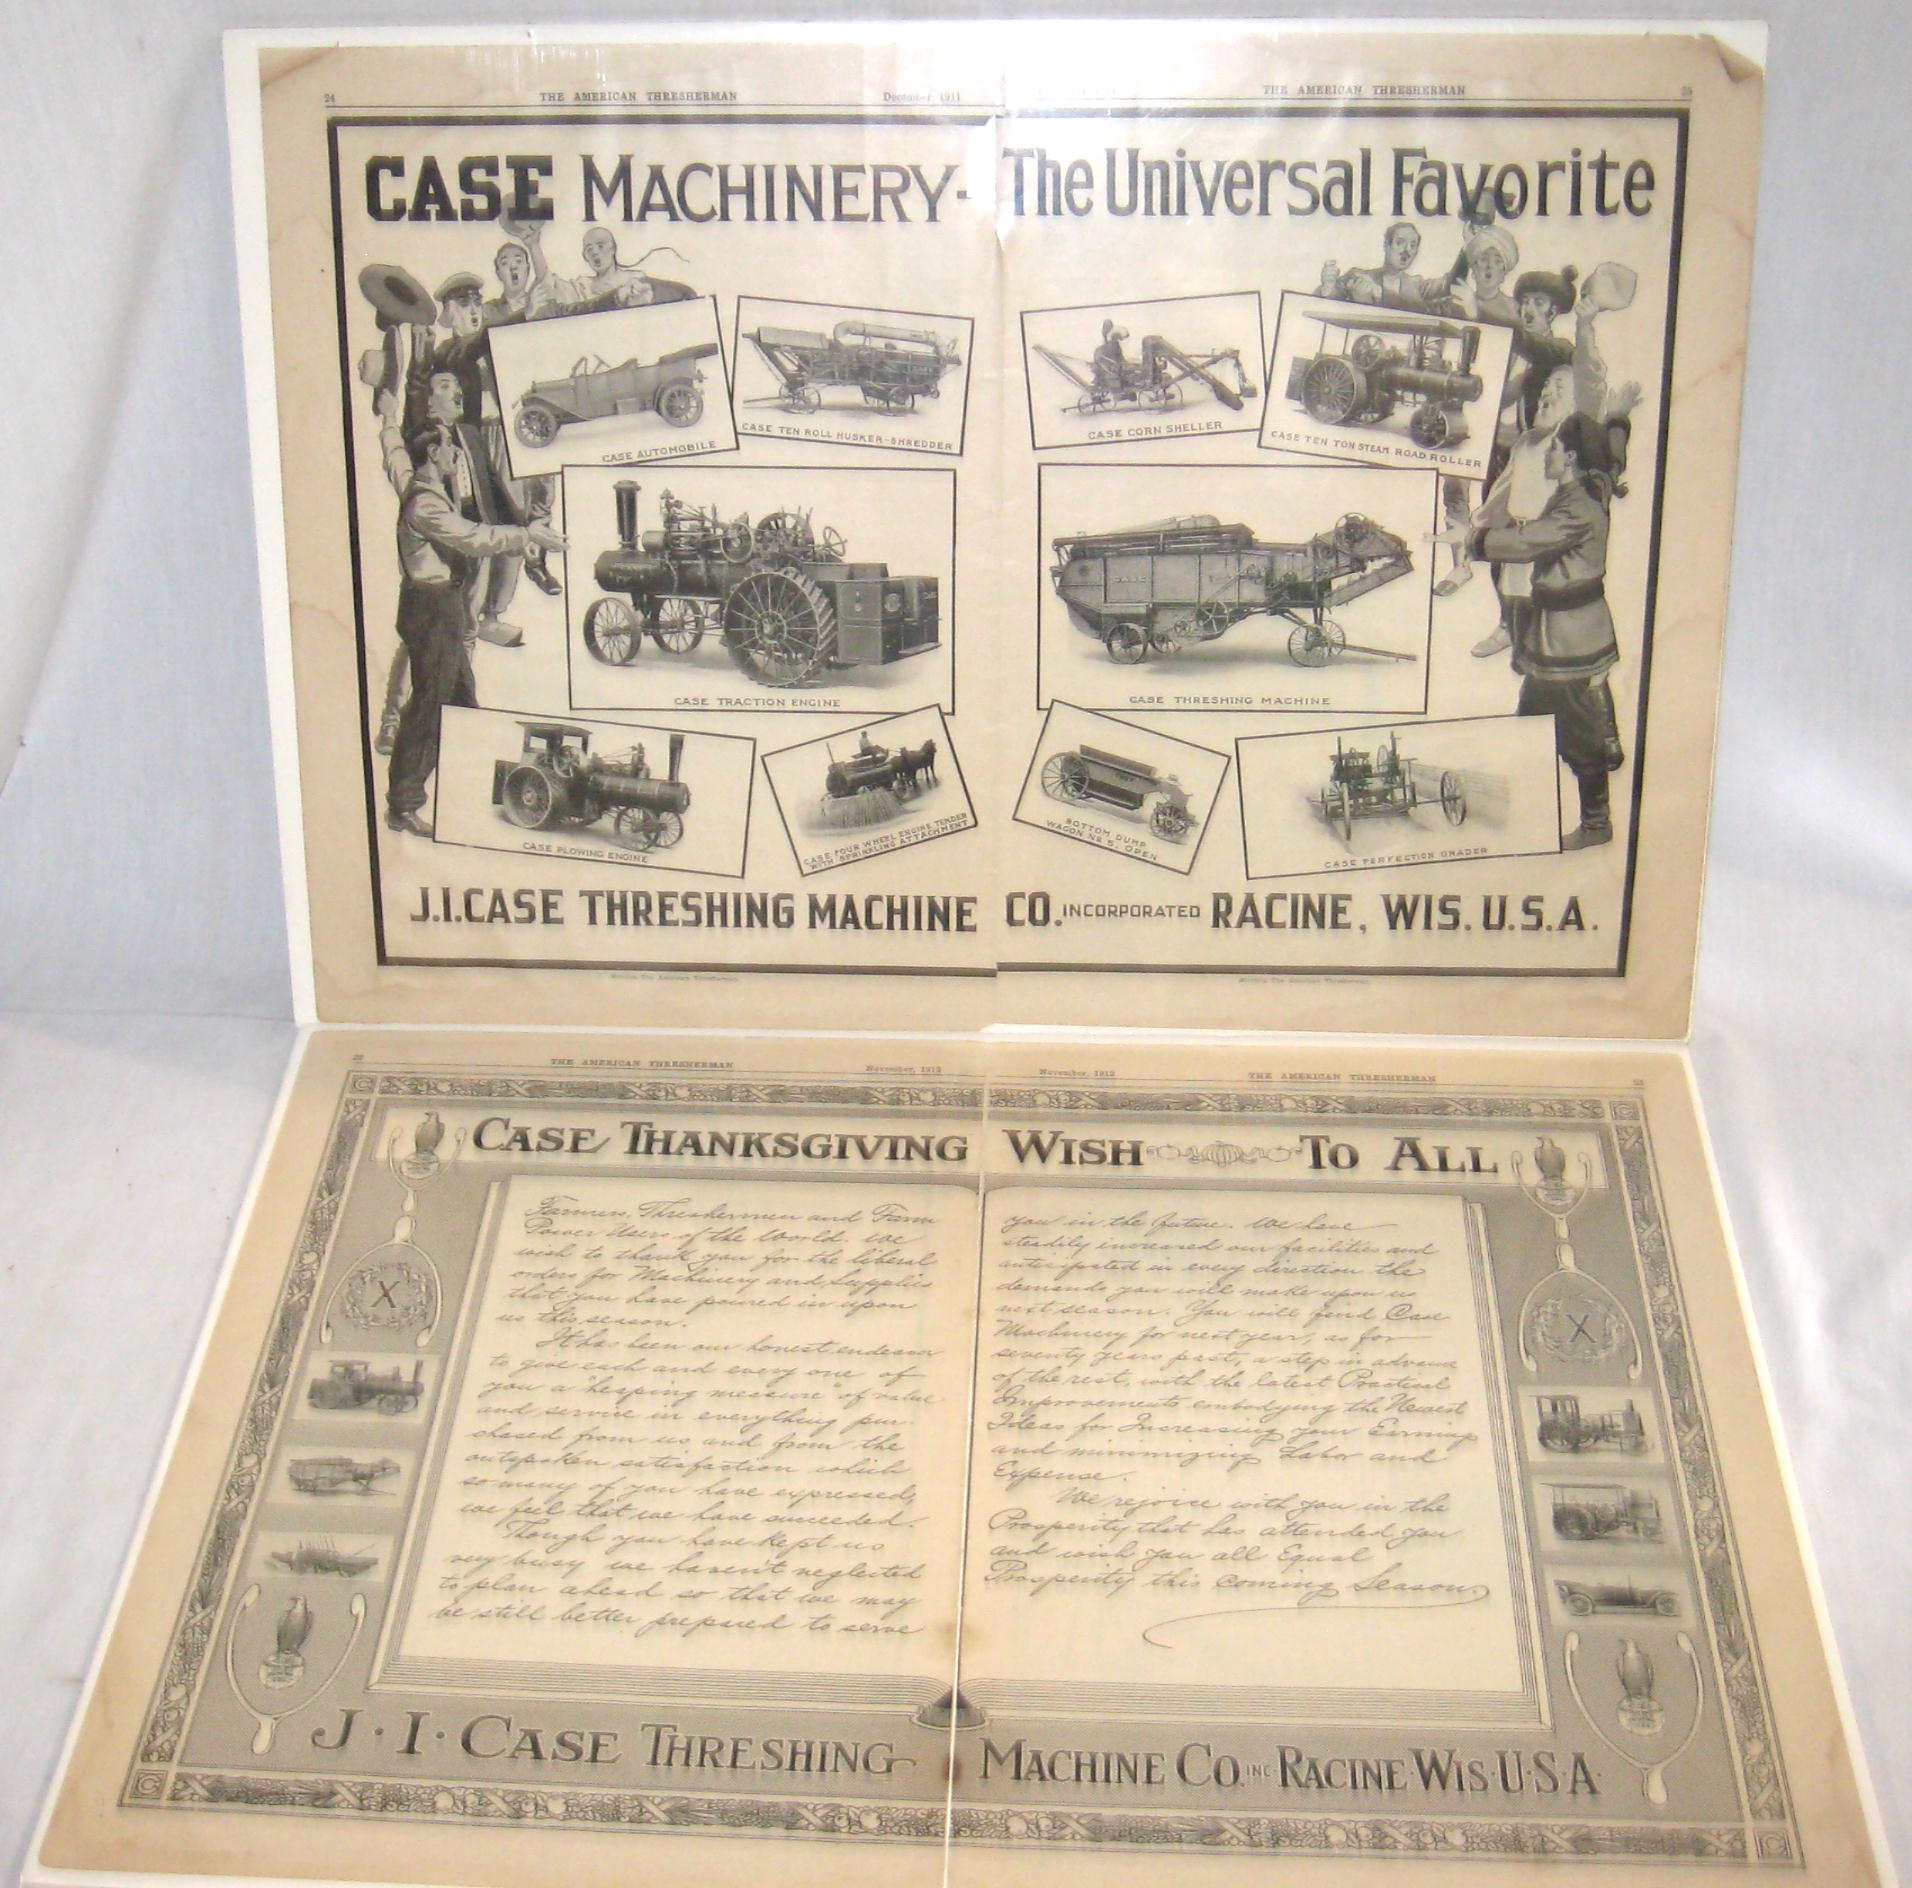 24 THE AMERICAN THRESHERMAN December 1911
THE AMERICAN THRESHERMAN 25
CASE MACHINERY- The Universal Favorite
CASE AUTOMOBILE
CASE TEN ROLL HUSKER-SHREDDER
CASE CORN SHELLER
CASE TEN TON STEAM ROAD ROLLER
CASE TRACTION ENGINE
CASE THRESHING MACHINE
CASE PLOWING ENGINE
CASE FOUR WHEEL ENGINE TENDER
WITH SPRINKLING ATTACHMENT
BOTTOM DUMP
WAGON NO 5, OPEN
CASE PERFECTION GRADER
J.I.CASE THRESHING MACHINE CO. INCORPORATED RACINE, WIS. U.S.A.
Mention The American Thresherman.
Mention The American Thresherman.
THE AMERICAN THRESHERMAN November, 1912
November, 1912 THE AMERICAN THRESHERMAN
CASE THANKSGIVING WISH TO ALL
Farmers, Threshermen and Farm
Power Users of the World. We
wish to thank you for the liberal
orders for Machinery and Supplies
that you have poured in upon
us this season.
It has been our honest endeavor
to give each and every one of
you a "heaping measure" of value
and service in everything pur-
chased from us and from the
outspoken satisfaction which
so many of you have expressed,
we feel that we have succeeded.
Though you have kept us
very busy we haven't neglected
to plan ahead so that we may
be still better prepared to serve
you in the future. We have
steadily increased our facilities and
anticipated in every direction the
demands you will make upon us
next season. You will find Case
Machinery for next year, as for
seventy years past, a step in advance
of the rest, with the latest Practical
Improvements embodying the Newest
Ideas for Increasing your Earnings
and minimizing Labor and
Expense.
We rejoice with you in the
Prosperity that has attended you
and wish you all Equal
Prosperity this coming Season.
X
X
J·I·CASE THRESHING MACHINE CO. INC. RACINE·WIS·U·S·A·